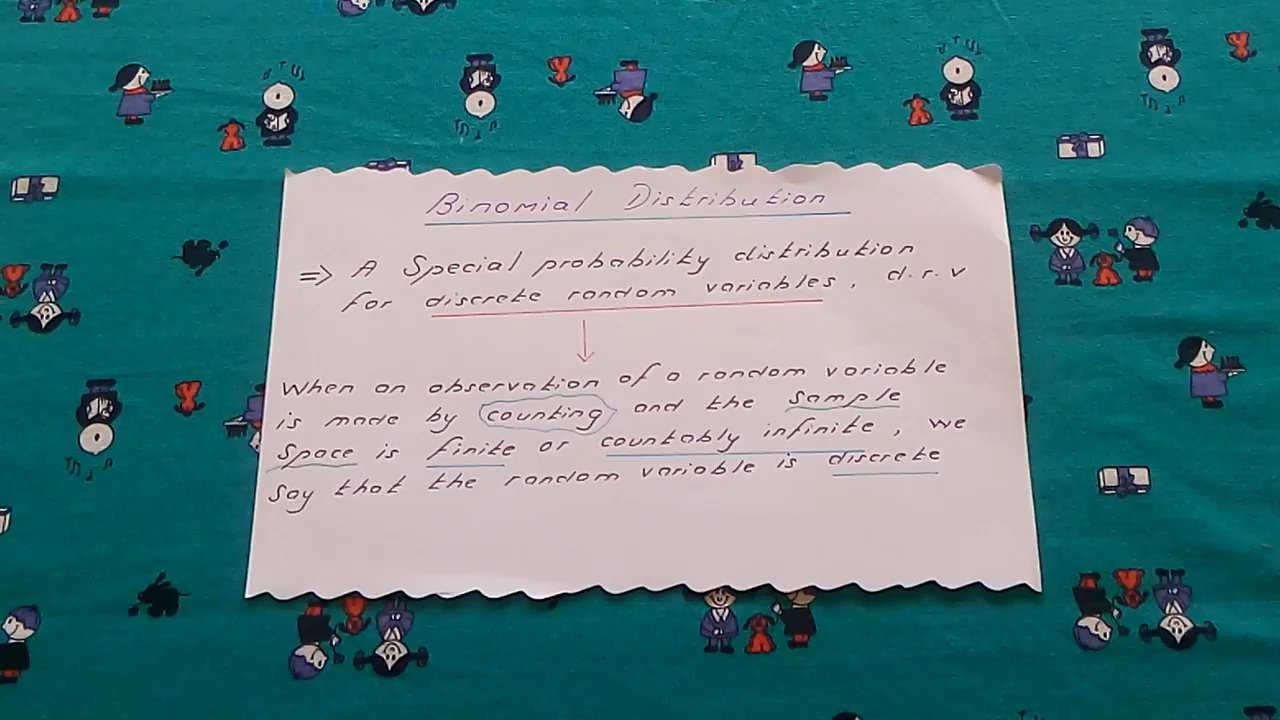 Binomial Distribution
=> A Special probability distribution
for discrete random variables, d.r.v
When an observation of a random variable
is made by counting and the sample
space is finite or countably infinite, we
say that the random variable is discrete